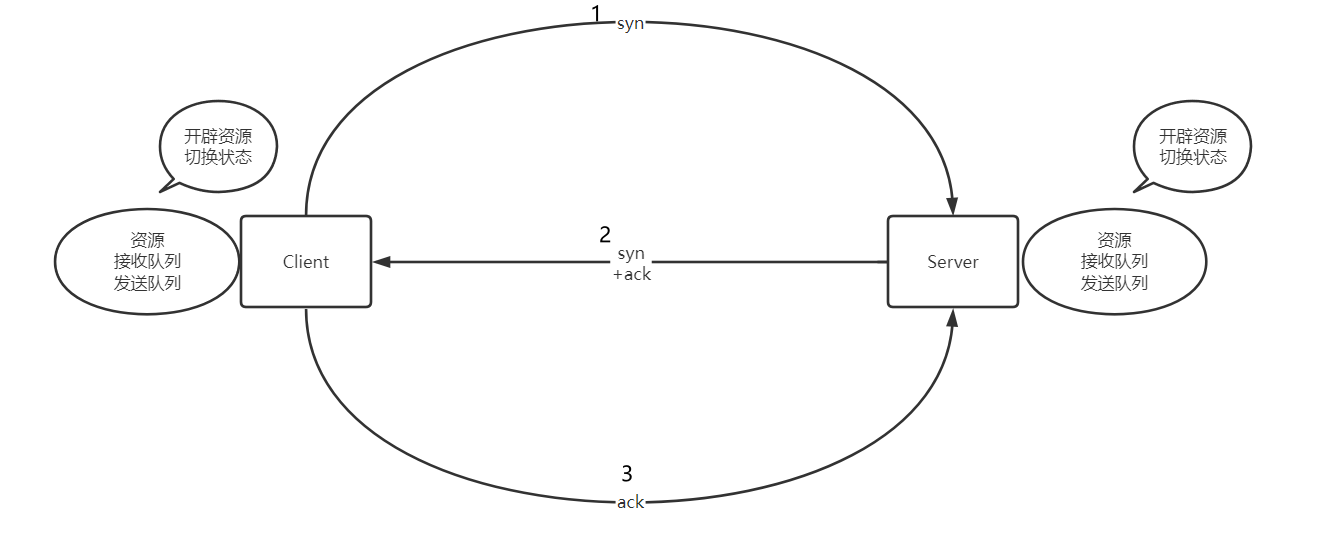 1
syn
开辟资源
切换状态
开辟资源
切换状态
资源
接收队列
发送队列
Client
2
syn
+ack
Server
资源
接收队列
发送队列
3
ack